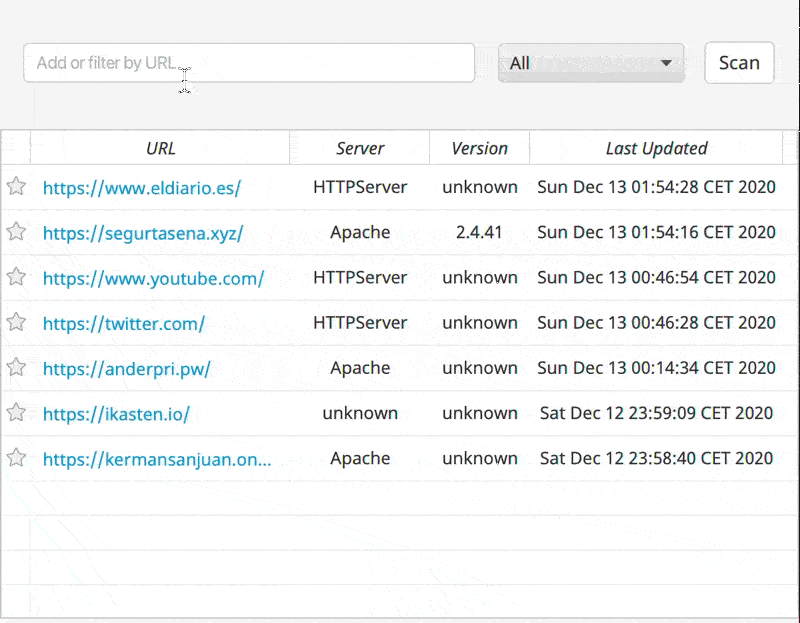 Add or filter by URL... All Scan
URL Server Version Last Updated
https://www.eldiario.es/ HTTPServer unknown Sun Dec 13 01:54:28 CET 2020
https://segurtasena.xyz/ Apache 2.4.41 Sun Dec 13 01:54:16 CET 2020
https://www.youtube.com/ HTTPServer unknown Sun Dec 13 00:46:54 CET 2020
https://twitter.com/ HTTPServer unknown Sun Dec 13 00:46:28 CET 2020
https://anderpri.pw/ Apache unknown Sun Dec 13 00:14:34 CET 2020
https://ikasten.io/ unknown unknown Sat Dec 12 23:59:09 CET 2020
https://kermansanjuan.on... Apache unknown Sat Dec 12 23:58:40 CET 2020